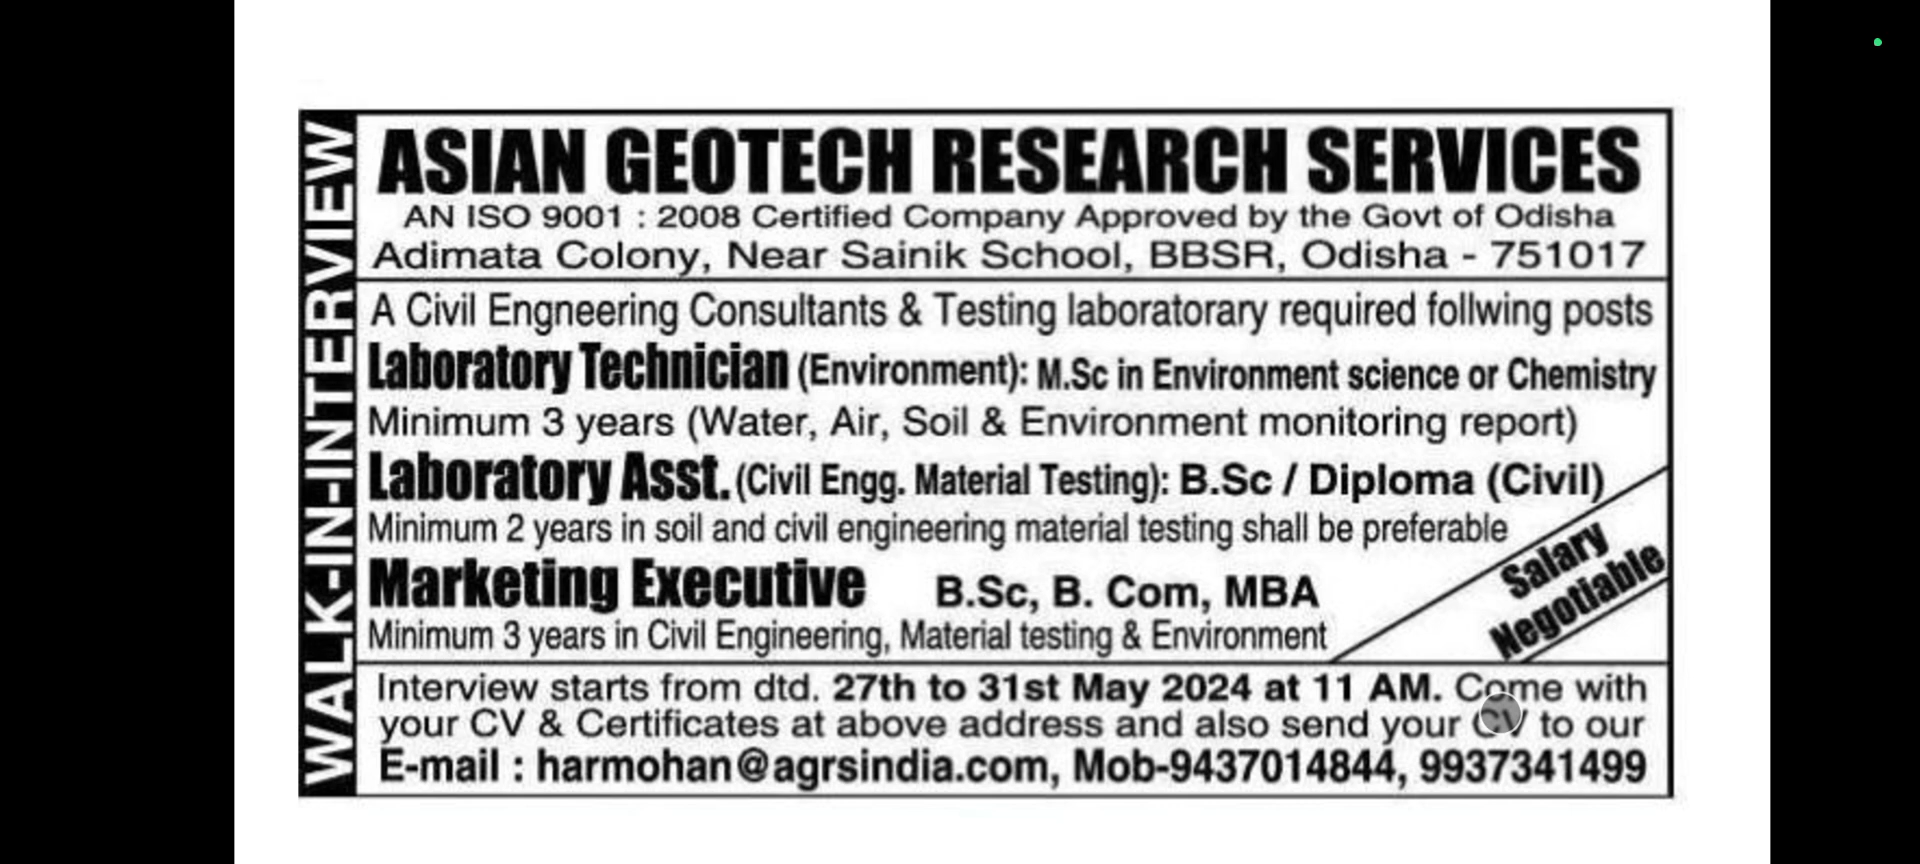 WALK-IN-INTERVIEW
ASIAN GEOTECH RESEARCH SERVICES
AN ISO 9001 : 2008 Certified Company Approved by the Govt of Odisha
Adimata Colony, Near Sainik School, BBSR, Odisha - 751017
A Civil Engneering Consultants & Testing laboratorary required follwing posts
Laboratory Technician (Environment): M.Sc in Environment science or Chemistry
Minimum 3 years (Water, Air, Soil & Environment monitoring report)
Laboratory Asst. (Civil Engg. Material Testing): B.Sc / Diploma (Civil)
Minimum 2 years in soil and civil engineering material testing shall be preferable
Marketing Executive B.Sc, B. Com, MBA
Minimum 3 years in Civil Engineering, Material testing & Environment
Salary
Negotiable
Interview starts from dtd. 27th to 31st May 2024 at 11 AM. Come with
your CV & Certificates at above address and also send your CV to our
E-mail : harmohan@agrsindia.com, Mob-9437014844, 9937341499